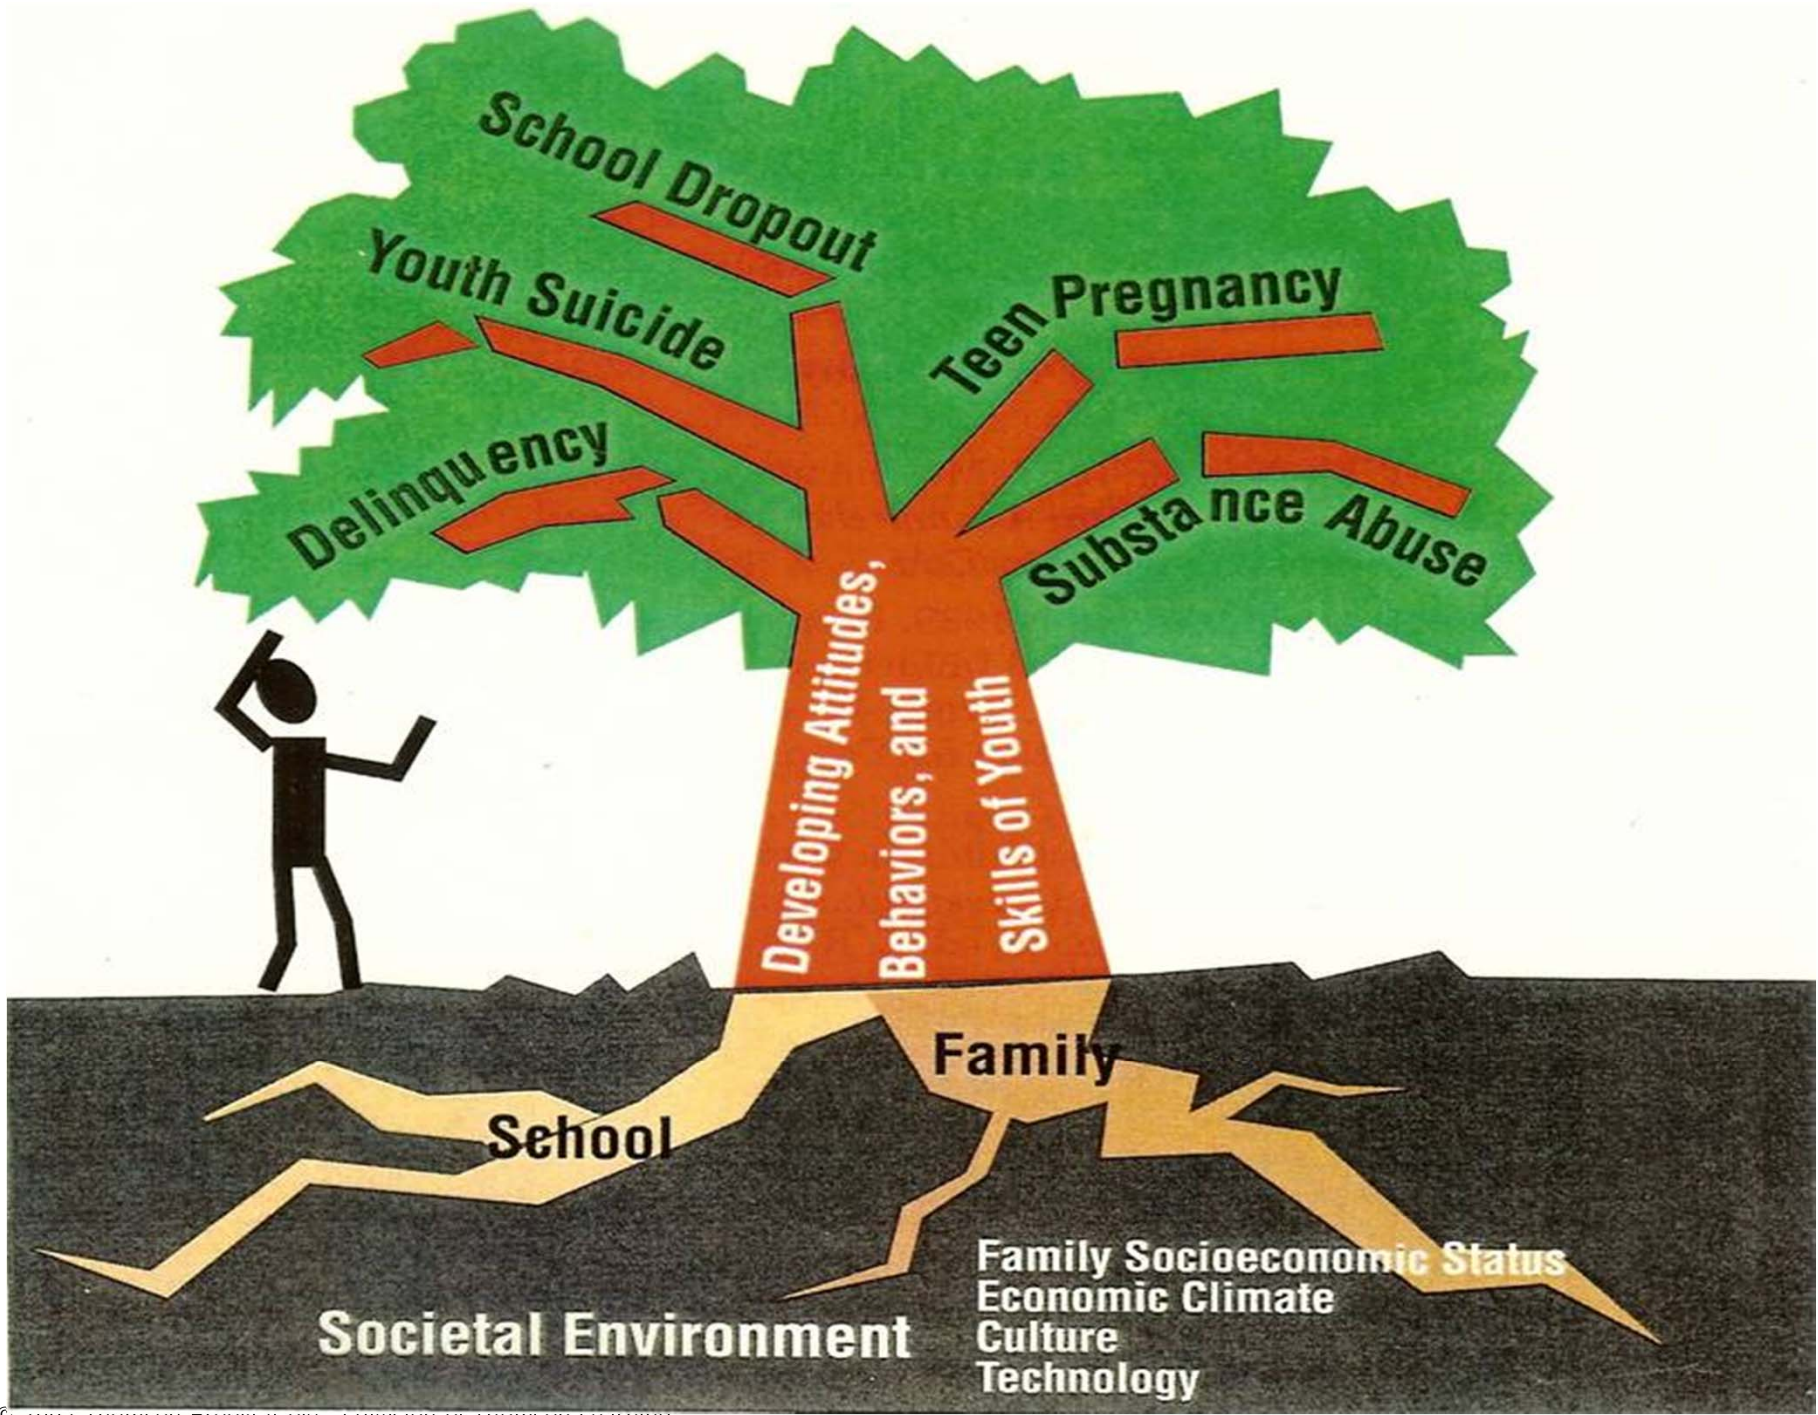 School Dropout
Youth Suicide
Teen Pregnancy
Delinquency
Substance Abuse
Developing Attitudes,
Behaviors, and
Skills of Youth
Family
School
Family Socioeconomic Status
Economic Climate
Societal Environment
Culture
Technology